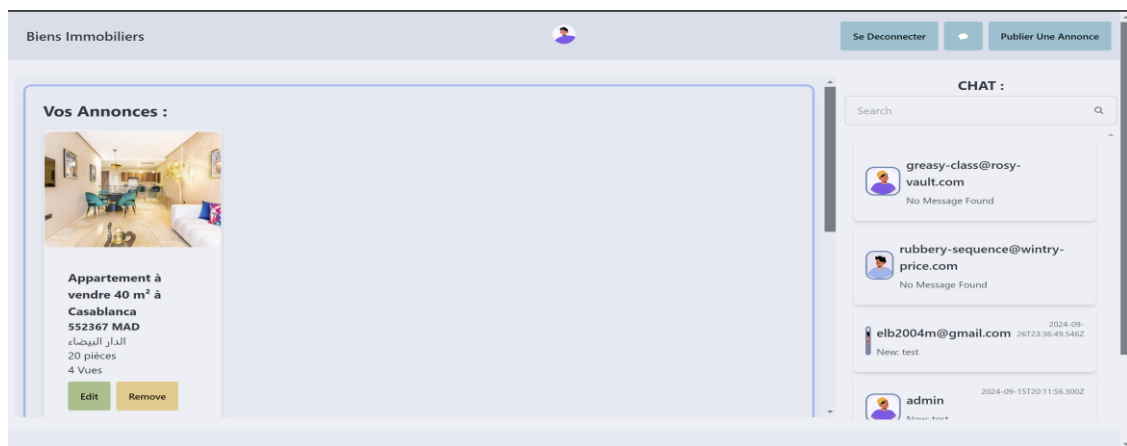 Biens Immobiliers
Se Deconnecter
Publier Une Annonce
Vos Annonces :
Appartement à
vendre 40 m² à
Casablanca
552367 MAD
الدار البيضاء
20 pièces
4 Vues
Edit
Remove
CHAT :
Search
greasy-class@rosy-
vault.com
No Message Found
rubbery-sequence@wintry-
price.com
No Message Found
elb2004m@gmail.com
2024-09-
26T23:36:49.546Z
New: test
admin
2024-09-15T20:11:56.300Z
New: test